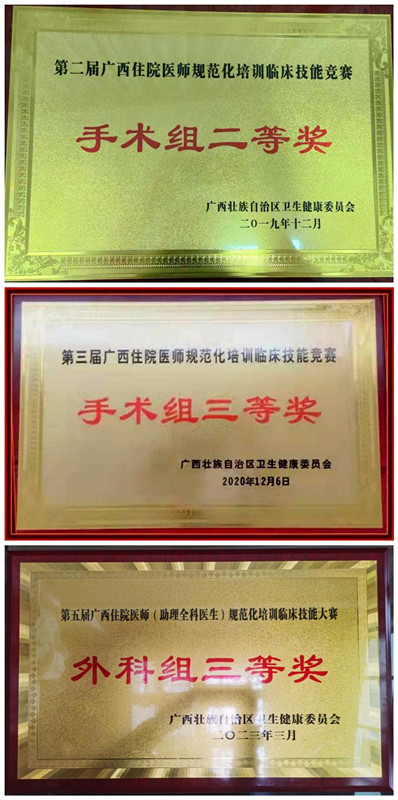 第二届广西住院医师规范化培训临床技能竞赛
手术组二等奖
广西壮族自治区卫生健康委员会
二〇一九年十二月
第三届广西住院医师规范化培训临床技能竞赛
手术组三等奖
广西壮族自治区卫生健康委员会
2020年12月6日
第五届广西住院医师（助理全科医生）规范化培训临床技能大赛
外科组三等奖
广西壮族自治区卫生健康委员会
二〇二三年三月